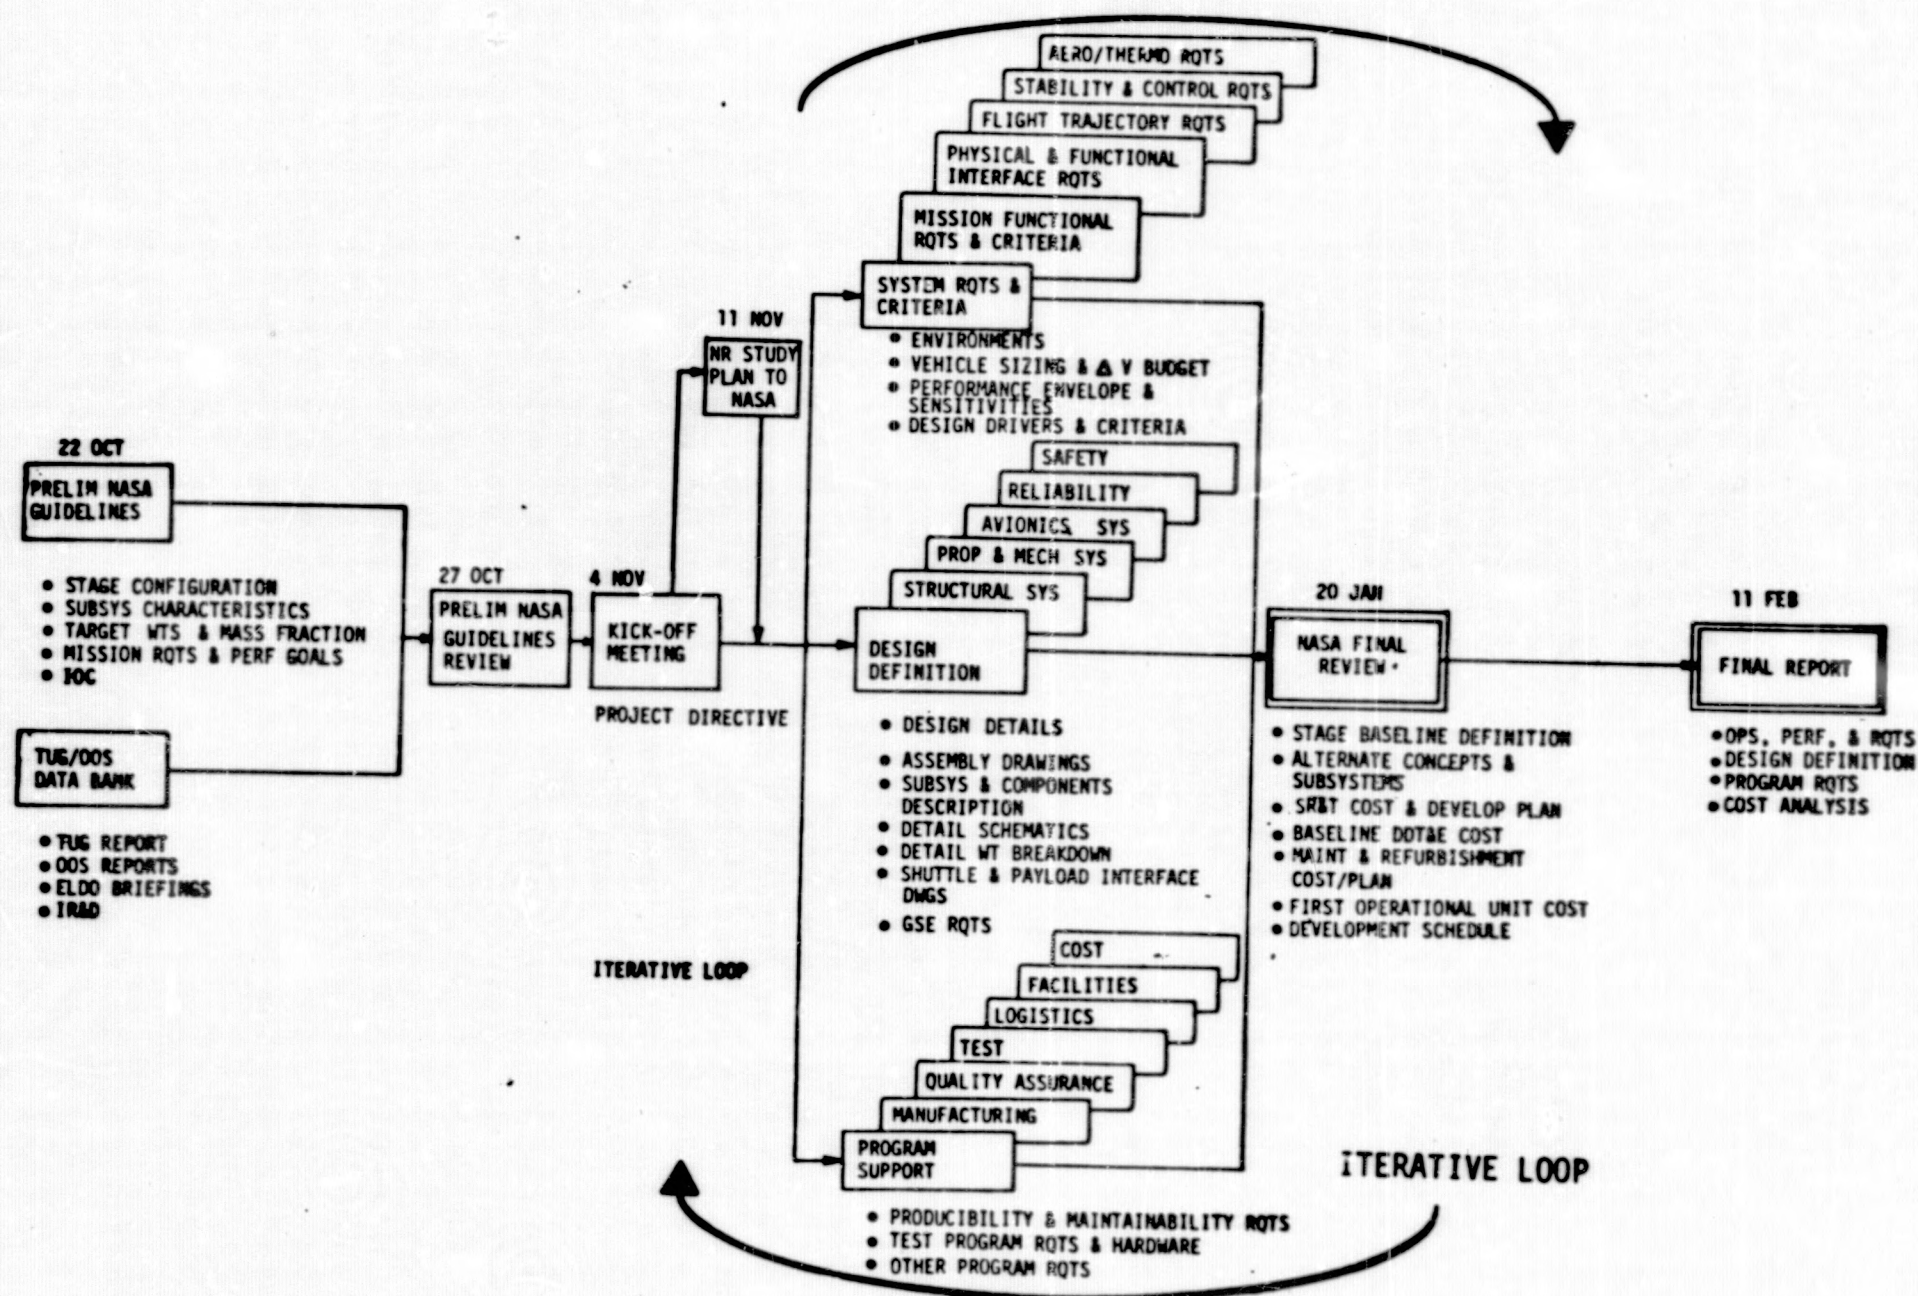 22 OCT
PRELIM NASA
GUIDELINES
• STAGE CONFIGURATION
• SUBSYS CHARACTERISTICS
• TARGET WTS & MASS FRACTION
• MISSION RQTS & PERF GOALS
• IOC
TUG/OOS
DATA BANK
• TUG REPORT
• OOS REPORTS
• ELDO BRIEFINGS
• IR&D
27 OCT
PRELIM NASA
GUIDELINES
REVIEW
4 NOV
KICK-OFF
MEETING
PROJECT DIRECTIVE
11 NOV
NR STUDY
PLAN TO
NASA
AERO/THERMO RQTS
STABILITY & CONTROL RQTS
FLIGHT TRAJECTORY RQTS
PHYSICAL & FUNCTIONAL
INTERFACE RQTS
MISSION FUNCTIONAL
RQTS & CRITERIA
SYSTEM RQTS &
CRITERIA
• ENVIRONMENTS
• VEHICLE SIZING & Δ V BUDGET
• PERFORMANCE ENVELOPE &
SENSITIVITIES
• DESIGN DRIVERS & CRITERIA
SAFETY
RELIABILITY
AVIONICS SYS
PROP & MECH SYS
STRUCTURAL SYS
DESIGN
DEFINITION
• DESIGN DETAILS
• ASSEMBLY DRAWINGS
• SUBSYS & COMPONENTS
DESCRIPTION
• DETAIL SCHEMATICS
• DETAIL WT BREAKDOWN
• SHUTTLE & PAYLOAD INTERFACE
DWGS
• GSE RQTS
ITERATIVE LOOP
COST
FACILITIES
LOGISTICS
TEST
QUALITY ASSURANCE
MANUFACTURING
PROGRAM
SUPPORT
• PRODUCIBILITY & MAINTAINABILITY RQTS
• TEST PROGRAM RQTS & HARDWARE
• OTHER PROGRAM RQTS
20 JAN
NASA FINAL
REVIEW
• STAGE BASELINE DEFINITION
• ALTERNATE CONCEPTS &
SUBSYSTEMS
• SR&T COST & DEVELOP PLAN
• BASELINE DDT&E COST
• MAINT & REFURBISHMENT
COST/PLAN
• FIRST OPERATIONAL UNIT COST
• DEVELOPMENT SCHEDULE
ITERATIVE LOOP
11 FEB
FINAL REPORT
• OPS, PERF, & RQTS
• DESIGN DEFINITION
• PROGRAM RQTS
• COST ANALYSIS